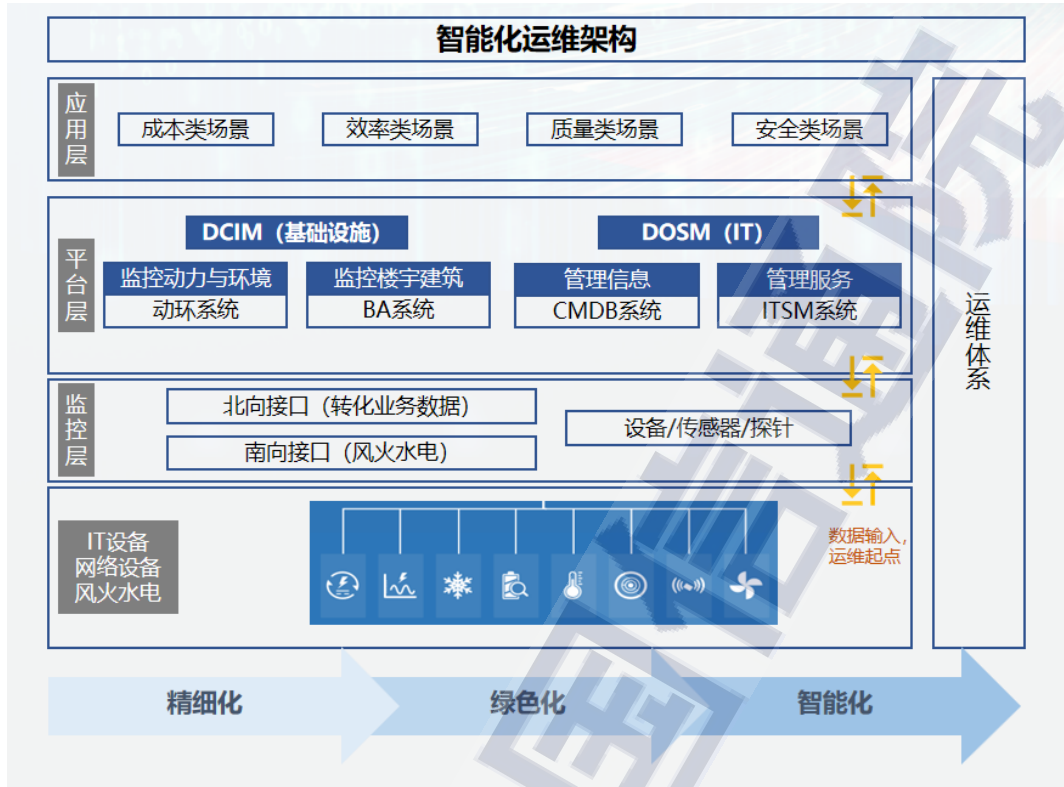 智能化运维架构
应用层
成本类场景
效率类场景
质量类场景
安全类场景
平台层
DCIM（基础设施）
DOSM（IT）
监控动力与环境
动环系统
监控楼宇建筑
BA系统
管理信息
CMDB系统
管理服务
ITSM系统
监控层
北向接口（转化业务数据）
南向接口（风火水电）
设备/传感器/探针
IT设备
网络设备
风火水电
数据输入，
运维起点
运维体系
精细化
绿色化
智能化
国信通院